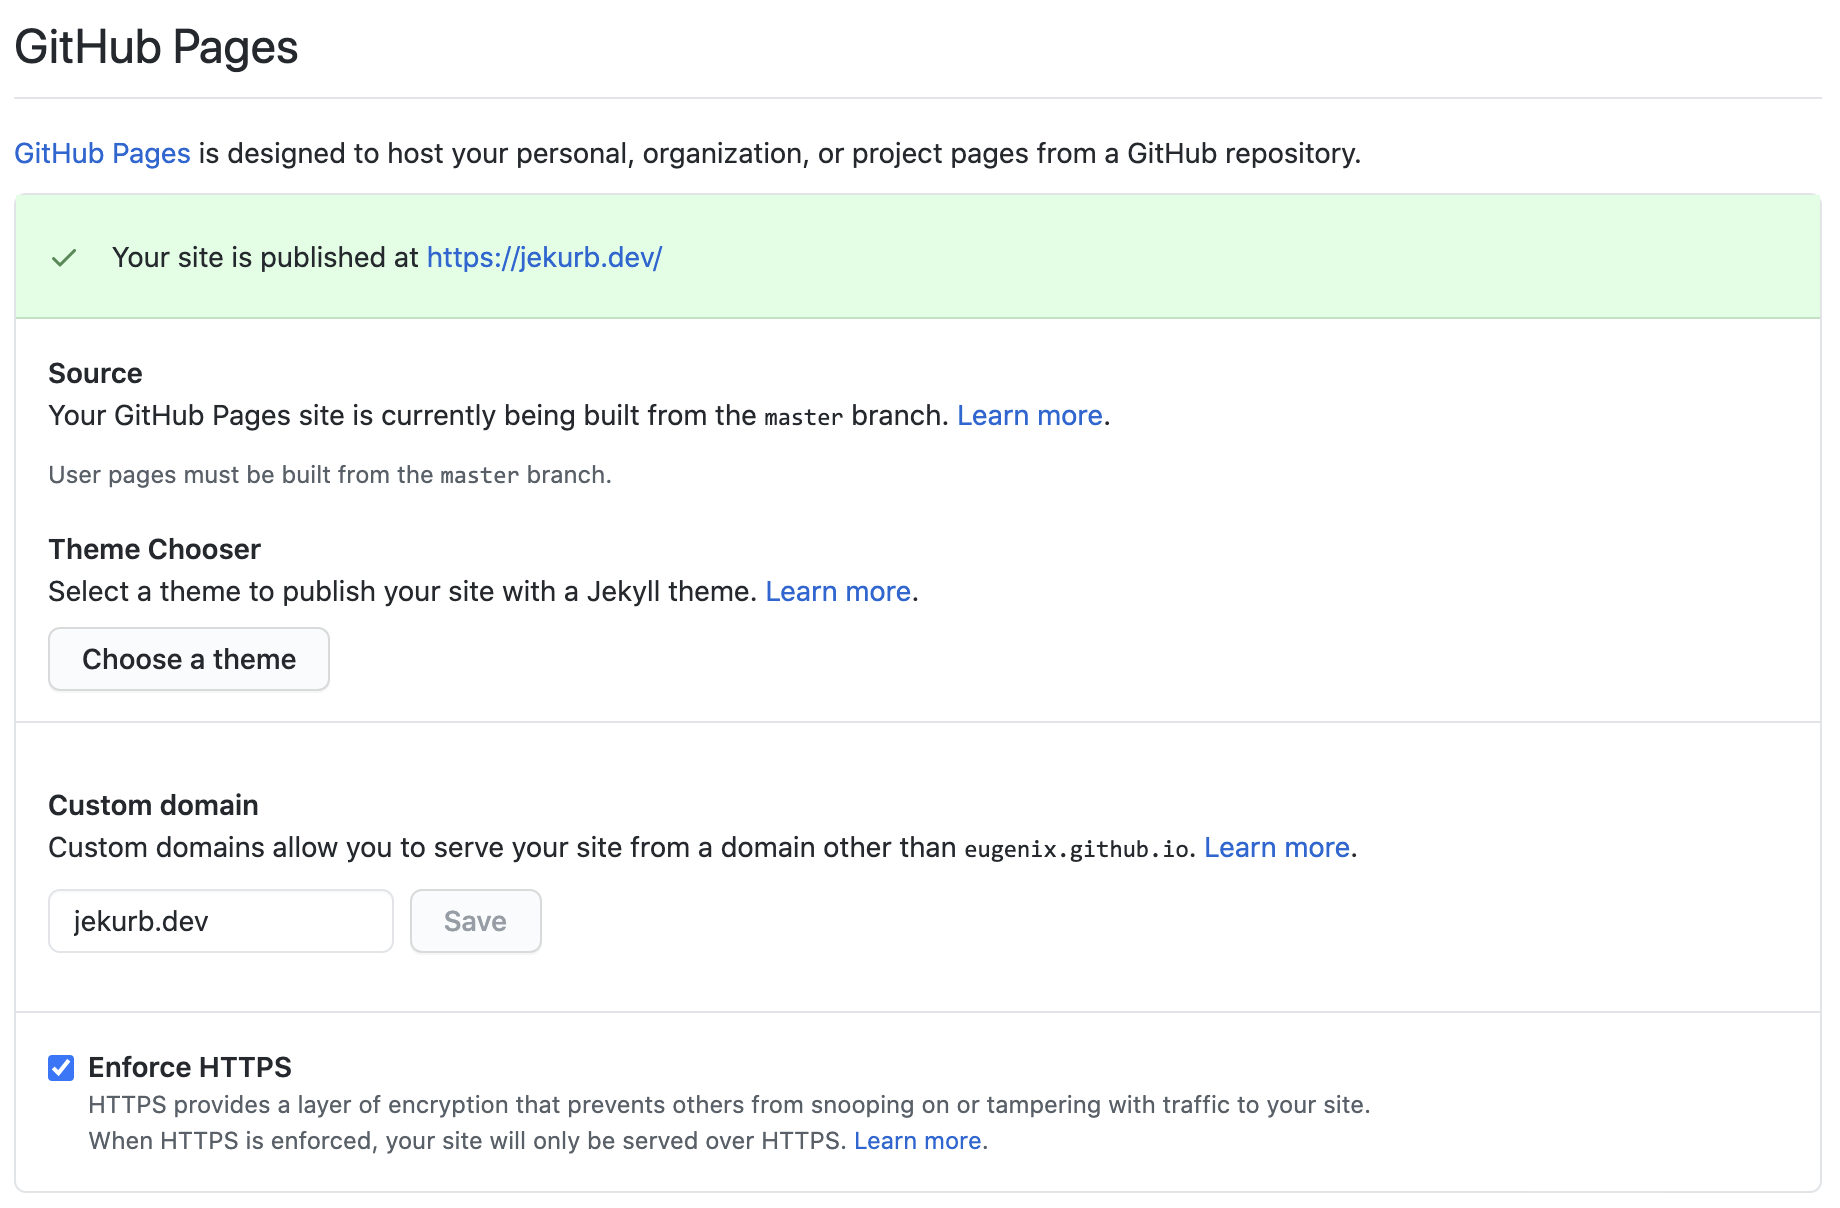 GitHub Pages
GitHub Pages is designed to host your personal, organization, or project pages from a GitHub repository.
Your site is published at https://jekurb.dev/
Source
Your GitHub Pages site is currently being built from the master branch. Learn more.
User pages must be built from the master branch.
Theme Chooser
Select a theme to publish your site with a Jekyll theme. Learn more.
Choose a theme
Custom domain
Custom domains allow you to serve your site from a domain other than eugenix.github.io. Learn more.
jekurb.dev Save
Enforce HTTPS
HTTPS provides a layer of encryption that prevents others from snooping on or tampering with traffic to your site.
When HTTPS is enforced, your site will only be served over HTTPS. Learn more.